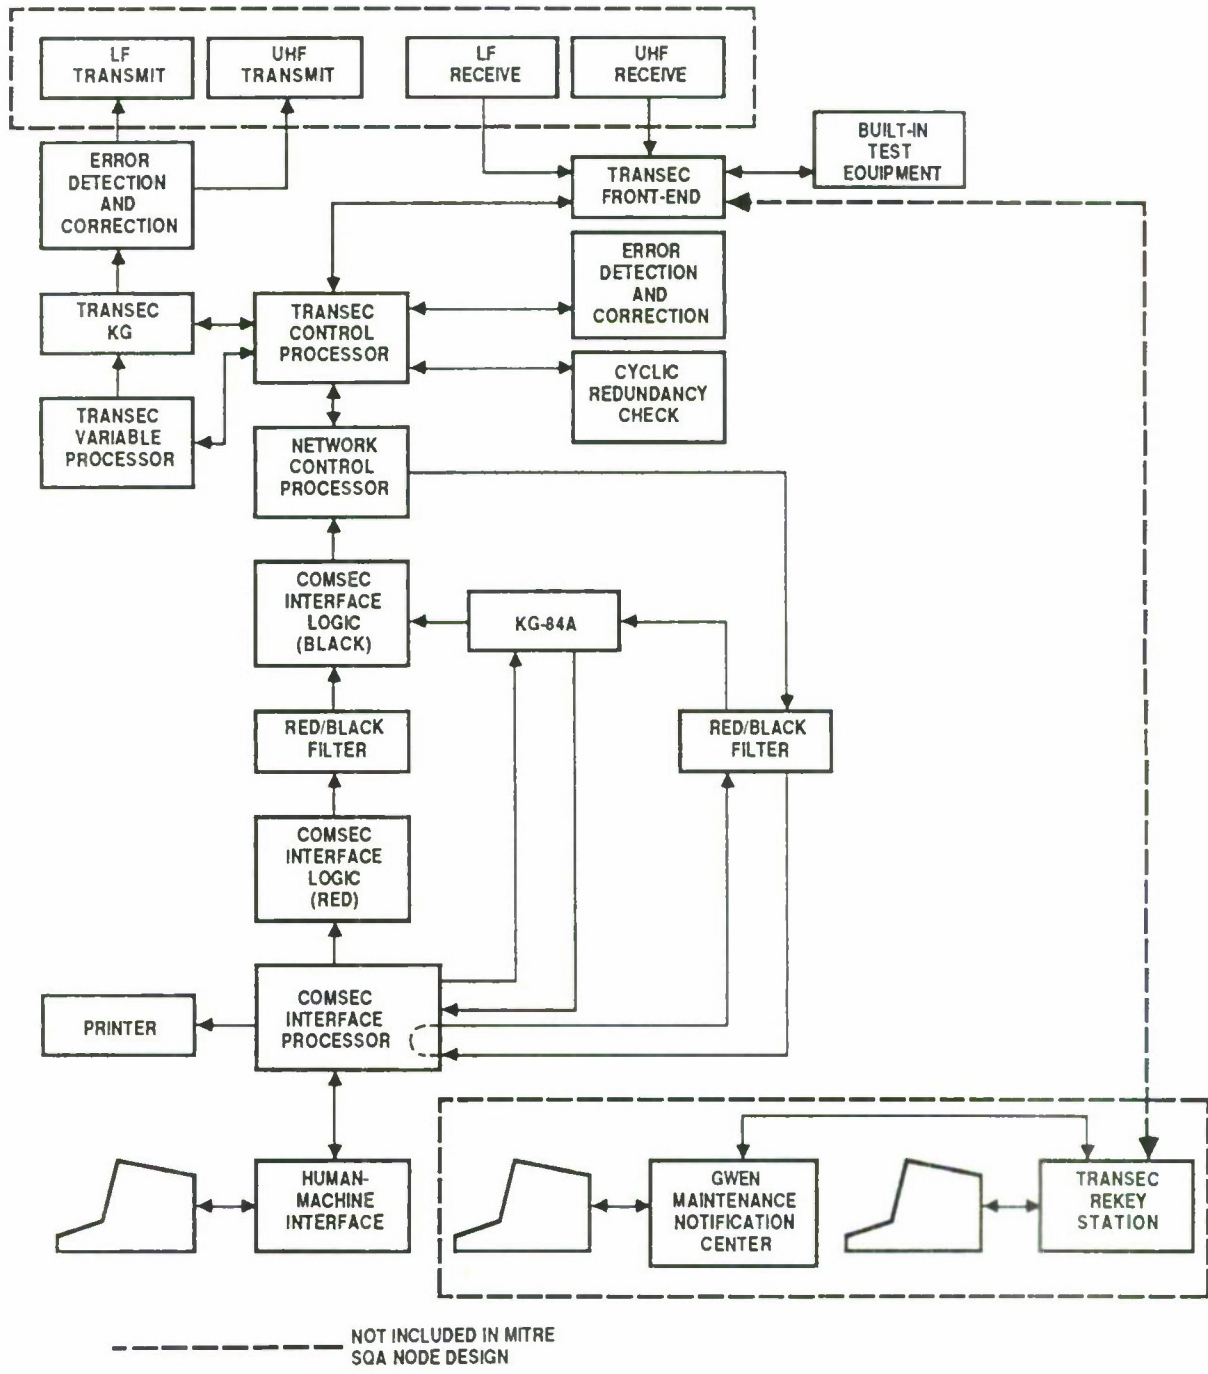 LF
TRANSMIT
UHF
TRANSMIT
LF
RECEIVE
UHF
RECEIVE
ERROR
DETECTION
AND
CORRECTION
TRANSEC
FRONT-END
BUILT-IN
TEST
EQUIPMENT
ERROR
DETECTION
AND
CORRECTION
TRANSEC
KG
TRANSEC
CONTROL
PROCESSOR
CYCLIC
REDUNDANCY
CHECK
TRANSEC
VARIABLE
PROCESSOR
NETWORK
CONTROL
PROCESSOR
COMSEC
INTERFACE
LOGIC
(BLACK)
KG-84A
RED/BLACK
FILTER
RED/BLACK
FILTER
COMSEC
INTERFACE
LOGIC
(RED)
PRINTER
COMSEC
INTERFACE
PROCESSOR
HUMAN-
MACHINE
INTERFACE
GWEN
MAINTENANCE
NOTIFICATION
CENTER
TRANSEC
REKEY
STATION
NOT INCLUDED IN MITRE
SQA NODE DESIGN